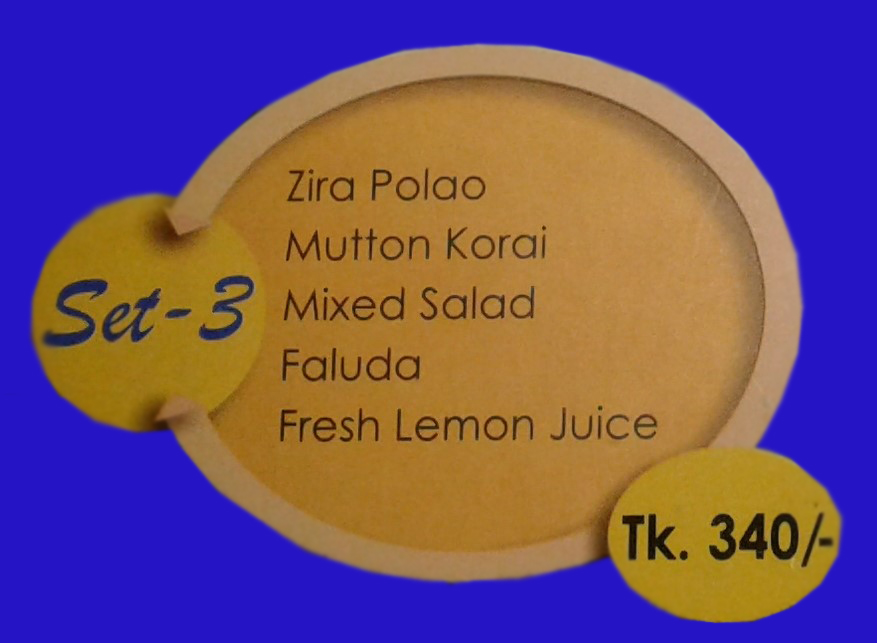 Set-3
Zira Polao
Mutton Korai
Mixed Salad
Faluda
Fresh Lemon Juice
Tk. 340/-